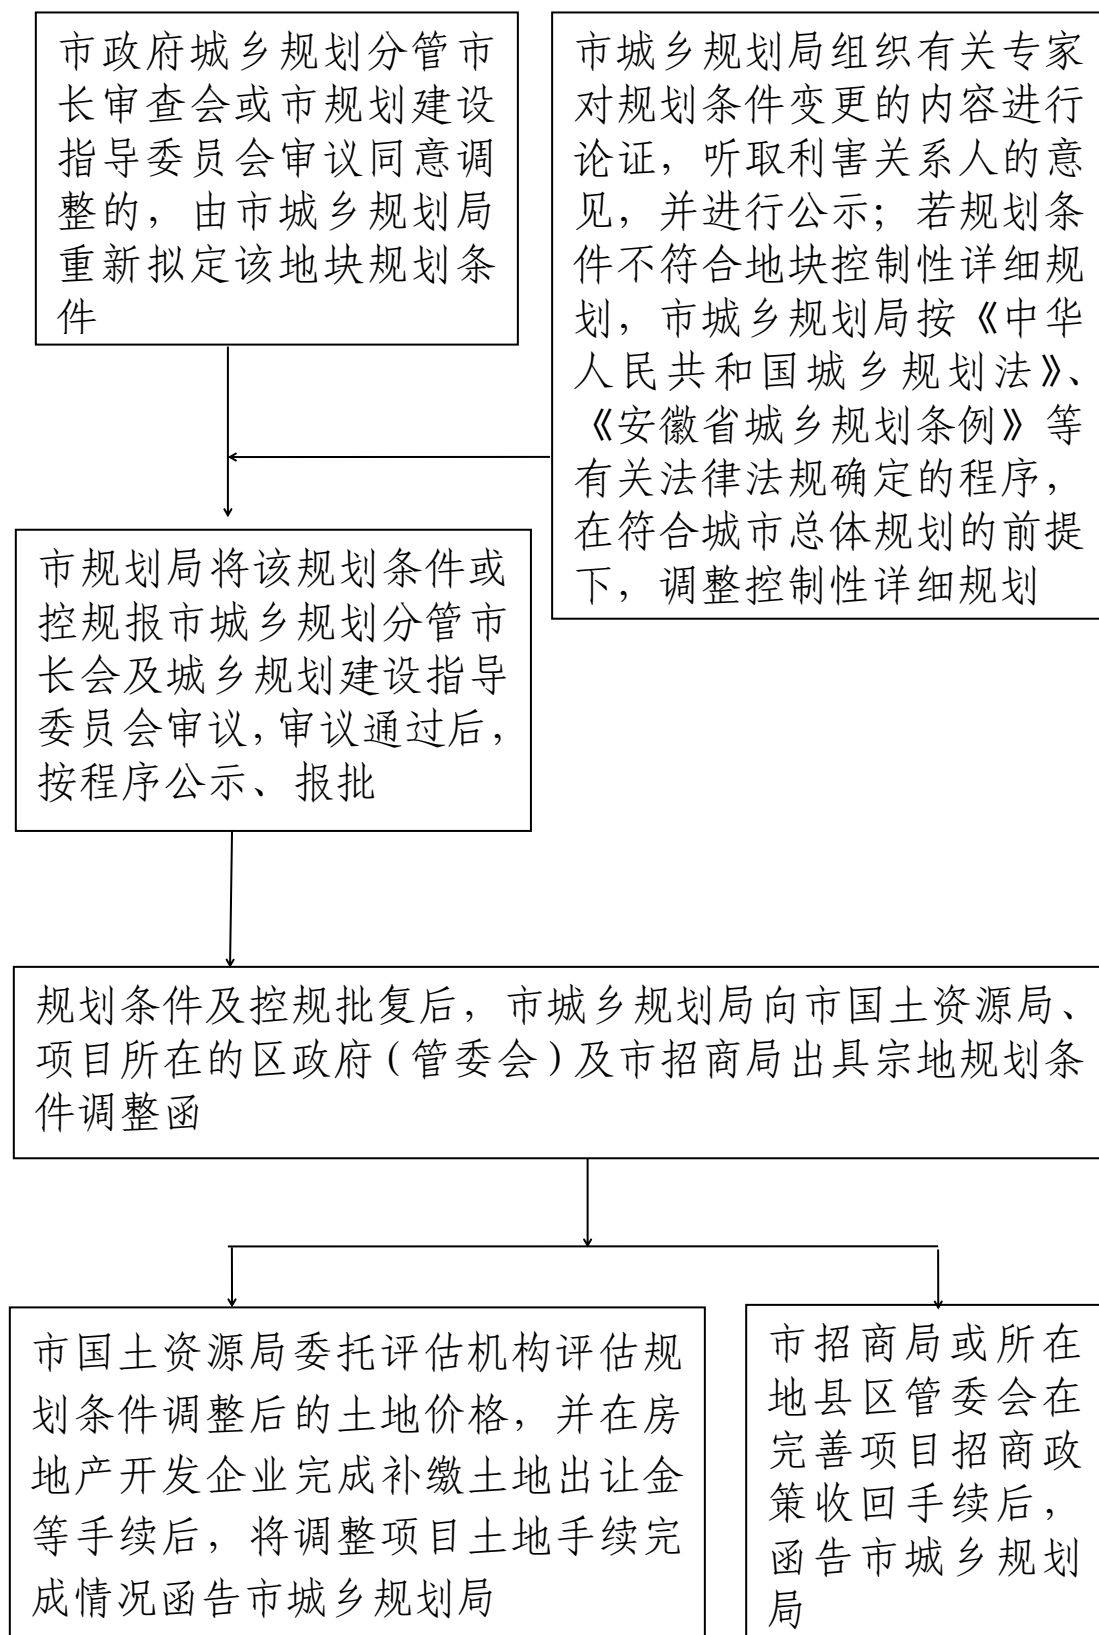 市政府城乡规划分管市
长审查会或市规划建设
指导委员会审议同意调
整的，由市城乡规划局
重新拟定该地块规划条
件
市城乡规划局组织有关专家
对规划条件变更的内容进行
论证，听取利害关系人的意
见，并进行公示；若规划条
件不符合地块控制性详细规
划，市城乡规划局按《中华
人民共和国城乡规划法》、
《安徽省城乡规划条例》等
有关法律法规确定的程序，
在符合城市总体规划的前提
下，调整控制性详细规划
市规划局将该规划条件或
控规报市城乡规划分管市
长会及城乡规划建设指导
委员会审议，审议通过后，
按程序公示、报批
规划条件及控规批复后，市城乡规划局向市国土资源局、
项目所在的区政府（管委会）及市招商局出具宗地规划条
件调整函
市国土资源局委托评估机构评估规
划条件调整后的土地价格，并在房
地产开发企业完成补缴土地出让金
等手续后，将调整项目土地手续完
成情况函告市城乡规划局
市招商局或所在
地县区管委会在
完善项目招商政
策收回手续后，
函告市城乡规划
局